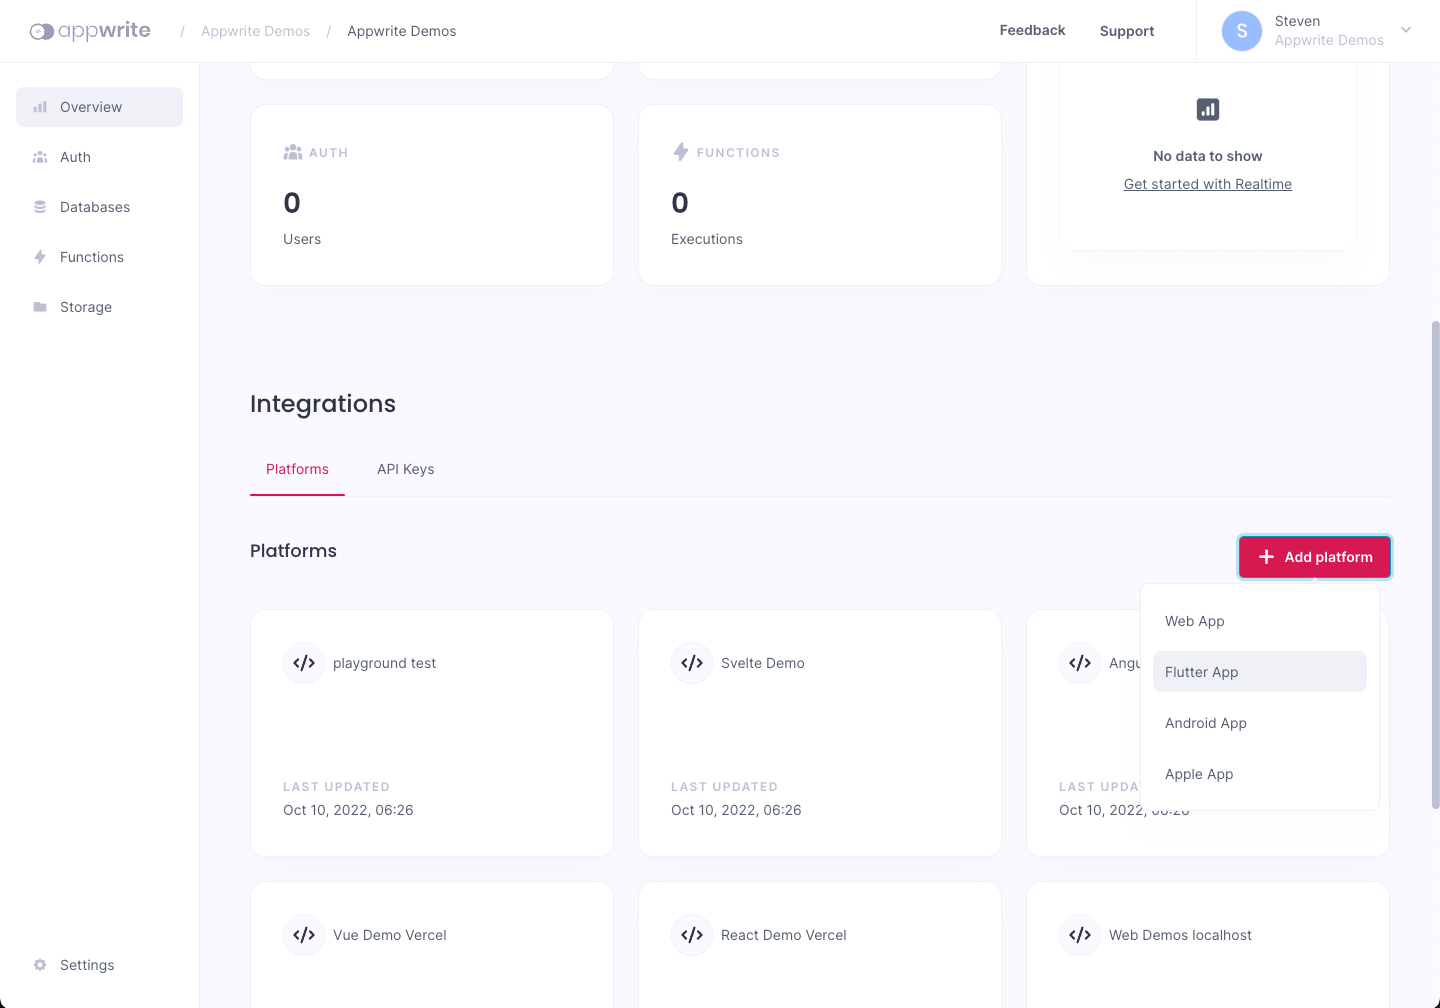 appwrite / Appwrite Demos / Appwrite Demos
Feedback
Support
S
Steven
Appwrite Demos
Overview
Auth
Databases
Functions
Storage
Settings
AUTH
0
Users
FUNCTIONS
0
Executions
No data to show
Get started with Realtime
Integrations
Platforms
API Keys
Platforms
Add platform
Web App
Flutter App
Android App
Apple App
playground test
LAST UPDATED
Oct 10, 2022, 06:26
Svelte Demo
LAST UPDATED
Oct 10, 2022, 06:26
Angu
LAST UPDA
Oct 10, 2022, 06:26
Vue Demo Vercel
React Demo Vercel
Web Demos localhost